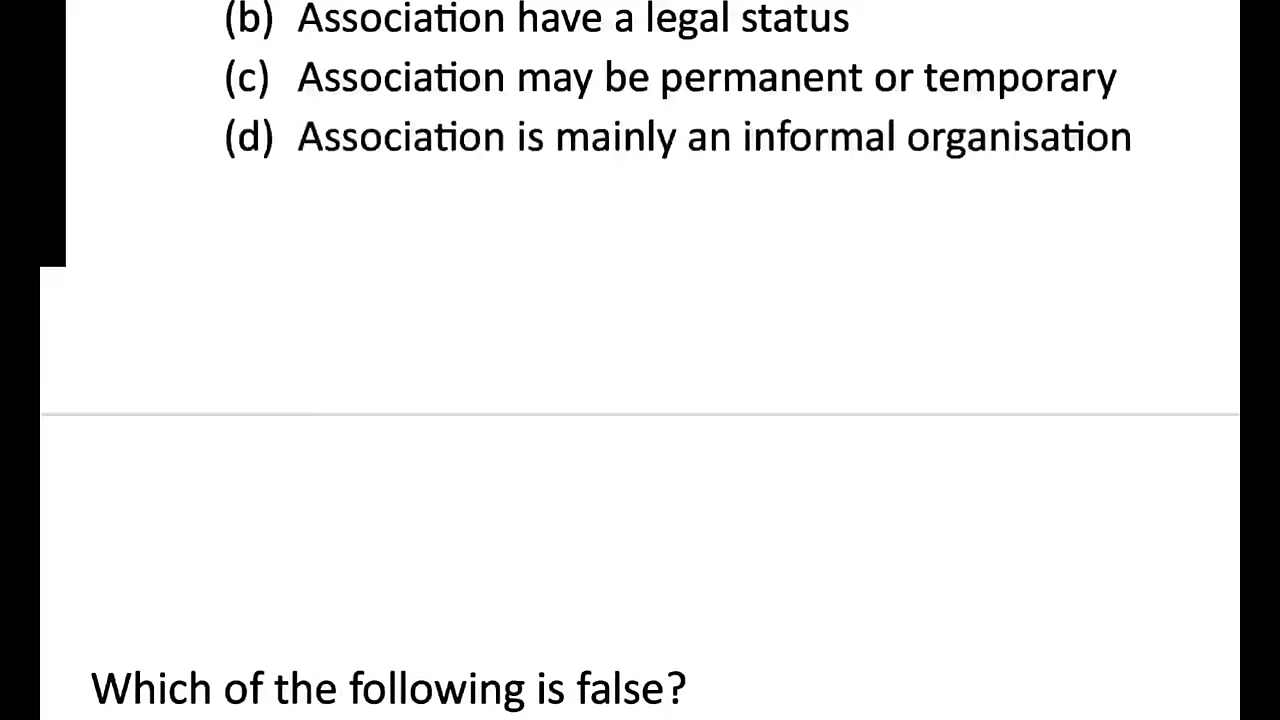 (b) Association have a legal status
(c) Association may be permanent or temporary
(d) Association is mainly an informal organisation
Which of the following is false?